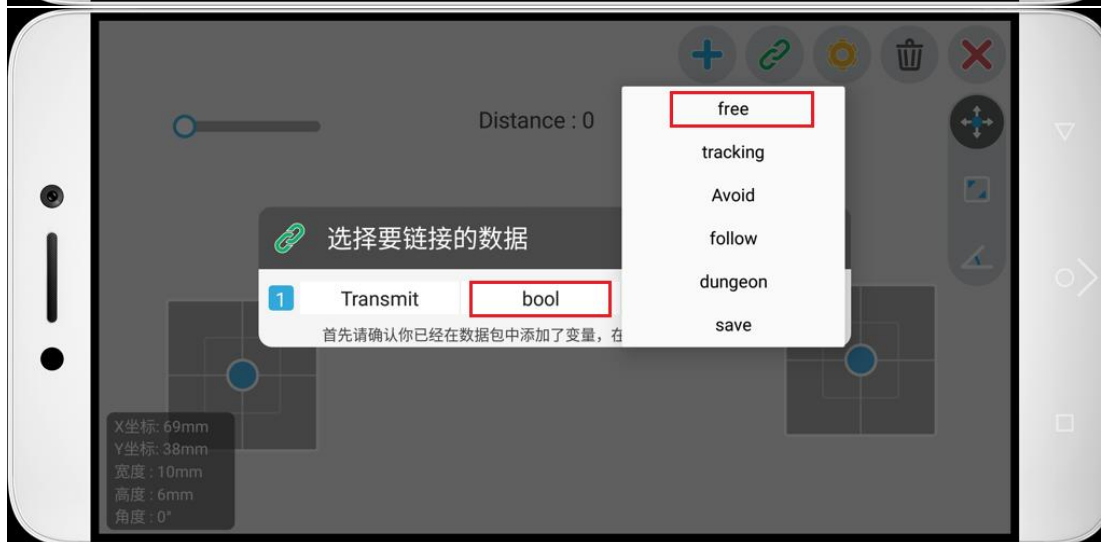 Distance : 0
free
tracking
Avoid
follow
dungeon
save
选择要链接的数据
1 Transmit bool
首先请确认你已经在数据包中添加了变量，在
X坐标: 69mm
Y坐标: 38mm
宽度 : 10mm
高度 : 6mm
角度 : 0°